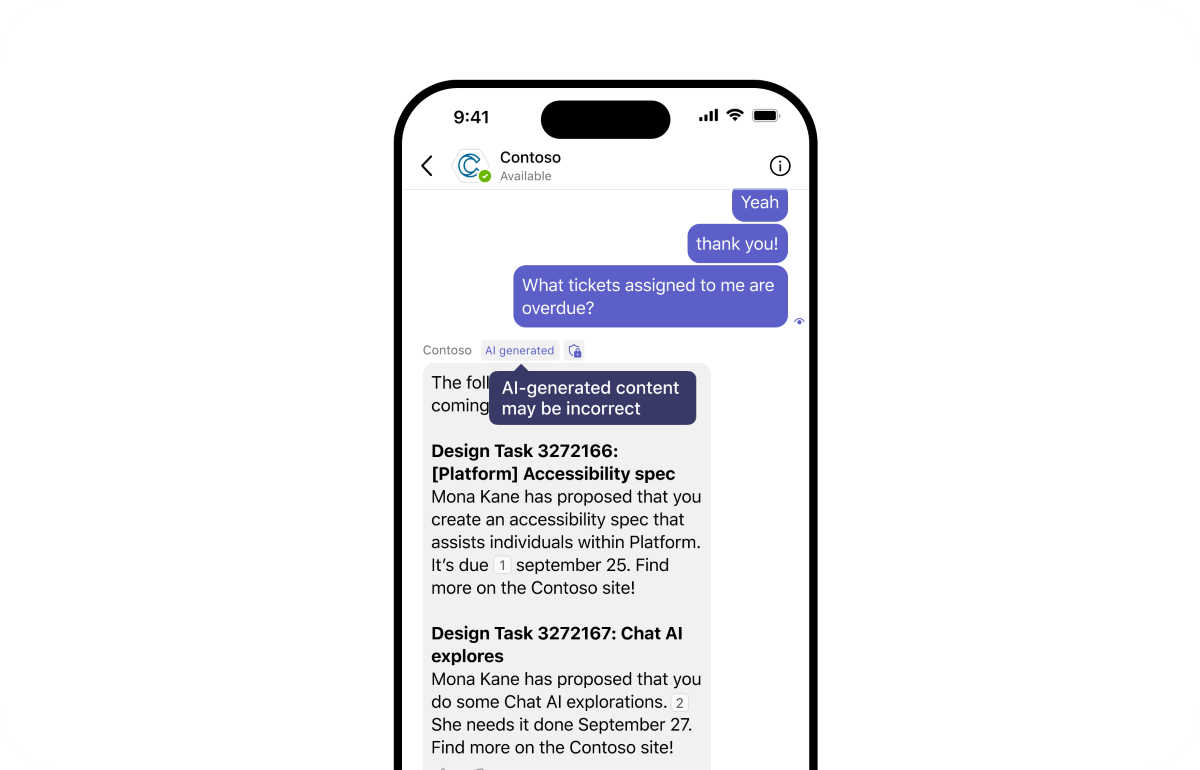 9:41
Contoso
Available
Yeah
thank you!
What tickets assigned to me are
overdue?
Contoso AI generated
AI-generated content
may be incorrect
The
coming
Design Task 3272166:
[Platform] Accessibility spec
Mona Kane has proposed that you
create an accessibility spec that
assists individuals within Platform.
It’s due 1 september 25. Find
more on the Contoso site!
Design Task 3272167: Chat AI
explores
Mona Kane has proposed that you
do some Chat AI explorations. 2
She needs it done September 27.
Find more on the Contoso site!